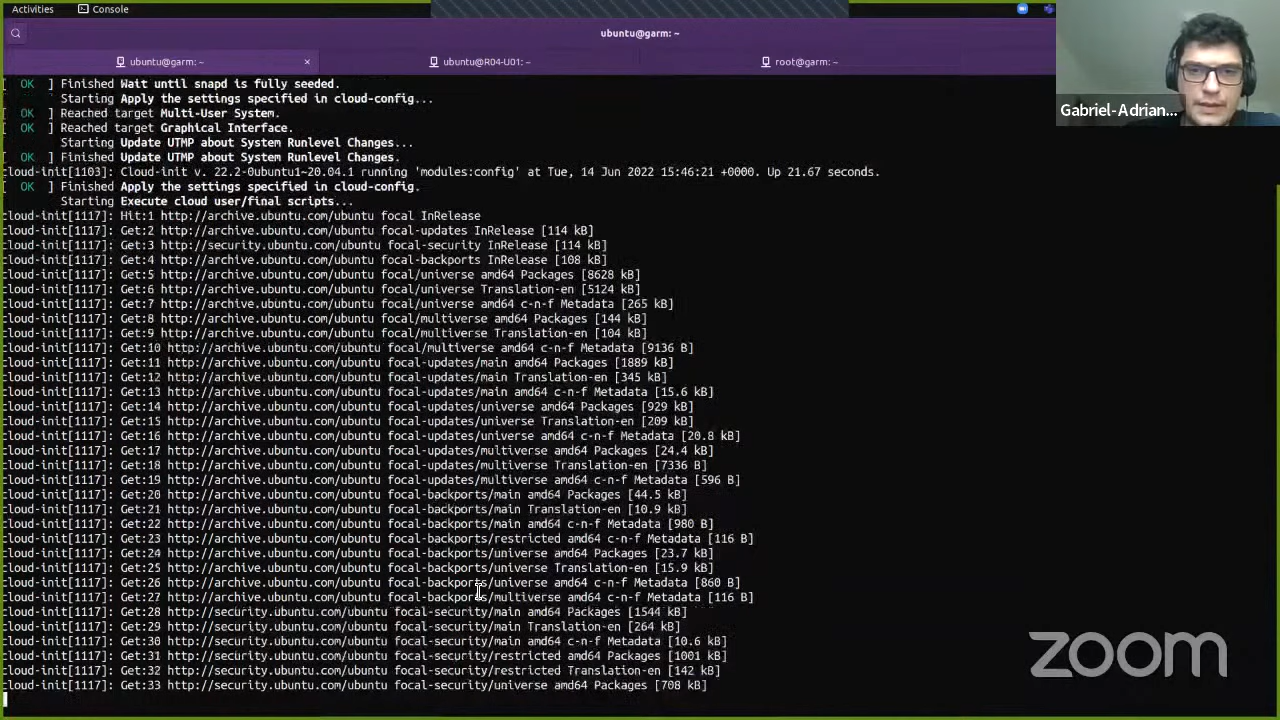 Activities Console
ubuntu@garm: ~
ubuntu@garm: ~ × ubuntu@R04-U01: ~ root@garm: ~
[ OK ] Finished Wait until snapd is fully seeded.
Starting Apply the settings specified in cloud-config...
[ OK ] Reached target Multi-User System.
[ OK ] Reached target Graphical Interface.
Starting Update UTMP about System Runlevel Changes...
[ OK ] Finished Update UTMP about System Runlevel Changes.
cloud-init[1103]: Cloud-init v. 22.2-0ubuntu1~20.04.1 running 'modules:config' at Tue, 14 Jun 2022 15:46:21 +0000. Up 21.67 seconds.
[ OK ] Finished Apply the settings specified in cloud-config.
Starting Execute cloud user/final scripts...
cloud-init[1117]: Hit:1 http://archive.ubuntu.com/ubuntu focal InRelease
cloud-init[1117]: Get:2 http://archive.ubuntu.com/ubuntu focal-updates InRelease [114 kB]
cloud-init[1117]: Get:3 http://security.ubuntu.com/ubuntu focal-security InRelease [114 kB]
cloud-init[1117]: Get:4 http://archive.ubuntu.com/ubuntu focal-backports InRelease [108 kB]
cloud-init[1117]: Get:5 http://archive.ubuntu.com/ubuntu focal/universe amd64 Packages [8628 kB]
cloud-init[1117]: Get:6 http://archive.ubuntu.com/ubuntu focal/universe Translation-en [5124 kB]
cloud-init[1117]: Get:7 http://archive.ubuntu.com/ubuntu focal/universe amd64 c-n-f Metadata [265 kB]
cloud-init[1117]: Get:8 http://archive.ubuntu.com/ubuntu focal/multiverse amd64 Packages [144 kB]
cloud-init[1117]: Get:9 http://archive.ubuntu.com/ubuntu focal/multiverse Translation-en [104 kB]
cloud-init[1117]: Get:10 http://archive.ubuntu.com/ubuntu focal/multiverse amd64 c-n-f Metadata [9136 B]
cloud-init[1117]: Get:11 http://archive.ubuntu.com/ubuntu focal-updates/main amd64 Packages [1889 kB]
cloud-init[1117]: Get:12 http://archive.ubuntu.com/ubuntu focal-updates/main Translation-en [345 kB]
cloud-init[1117]: Get:13 http://archive.ubuntu.com/ubuntu focal-updates/main amd64 c-n-f Metadata [15.6 kB]
cloud-init[1117]: Get:14 http://archive.ubuntu.com/ubuntu focal-updates/universe amd64 Packages [929 kB]
cloud-init[1117]: Get:15 http://archive.ubuntu.com/ubuntu focal-updates/universe Translation-en [209 kB]
cloud-init[1117]: Get:16 http://archive.ubuntu.com/ubuntu focal-updates/universe amd64 c-n-f Metadata [20.8 kB]
cloud-init[1117]: Get:17 http://archive.ubuntu.com/ubuntu focal-updates/multiverse amd64 Packages [24.4 kB]
cloud-init[1117]: Get:18 http://archive.ubuntu.com/ubuntu focal-updates/multiverse Translation-en [7336 B]
cloud-init[1117]: Get:19 http://archive.ubuntu.com/ubuntu focal-updates/multiverse amd64 c-n-f Metadata [596 B]
cloud-init[1117]: Get:20 http://archive.ubuntu.com/ubuntu focal-backports/main amd64 Packages [44.5 kB]
cloud-init[1117]: Get:21 http://archive.ubuntu.com/ubuntu focal-backports/main Translation-en [10.9 kB]
cloud-init[1117]: Get:22 http://archive.ubuntu.com/ubuntu focal-backports/main amd64 c-n-f Metadata [980 B]
cloud-init[1117]: Get:23 http://archive.ubuntu.com/ubuntu focal-backports/restricted amd64 c-n-f Metadata [116 B]
cloud-init[1117]: Get:24 http://archive.ubuntu.com/ubuntu focal-backports/universe amd64 Packages [23.7 kB]
cloud-init[1117]: Get:25 http://archive.ubuntu.com/ubuntu focal-backports/universe Translation-en [15.9 kB]
cloud-init[1117]: Get:26 http://archive.ubuntu.com/ubuntu focal-backports/universe amd64 c-n-f Metadata [860 B]
cloud-init[1117]: Get:27 http://archive.ubuntu.com/ubuntu focal-backports/multiverse amd64 c-n-f Metadata [116 B]
cloud-init[1117]: Get:28 http://security.ubuntu.com/ubuntu focal-security/main amd64 Packages [1544 kB]
cloud-init[1117]: Get:29 http://security.ubuntu.com/ubuntu focal-security/main Translation-en [264 kB]
cloud-init[1117]: Get:30 http://security.ubuntu.com/ubuntu focal-security/main amd64 c-n-f Metadata [10.6 kB]
cloud-init[1117]: Get:31 http://security.ubuntu.com/ubuntu focal-security/restricted amd64 Packages [1001 kB]
cloud-init[1117]: Get:32 http://security.ubuntu.com/ubuntu focal-security/restricted Translation-en [142 kB]
cloud-init[1117]: Get:33 http://security.ubuntu.com/ubuntu focal-security/universe amd64 Packages [708 kB]
Gabriel-Adrian...
zoom